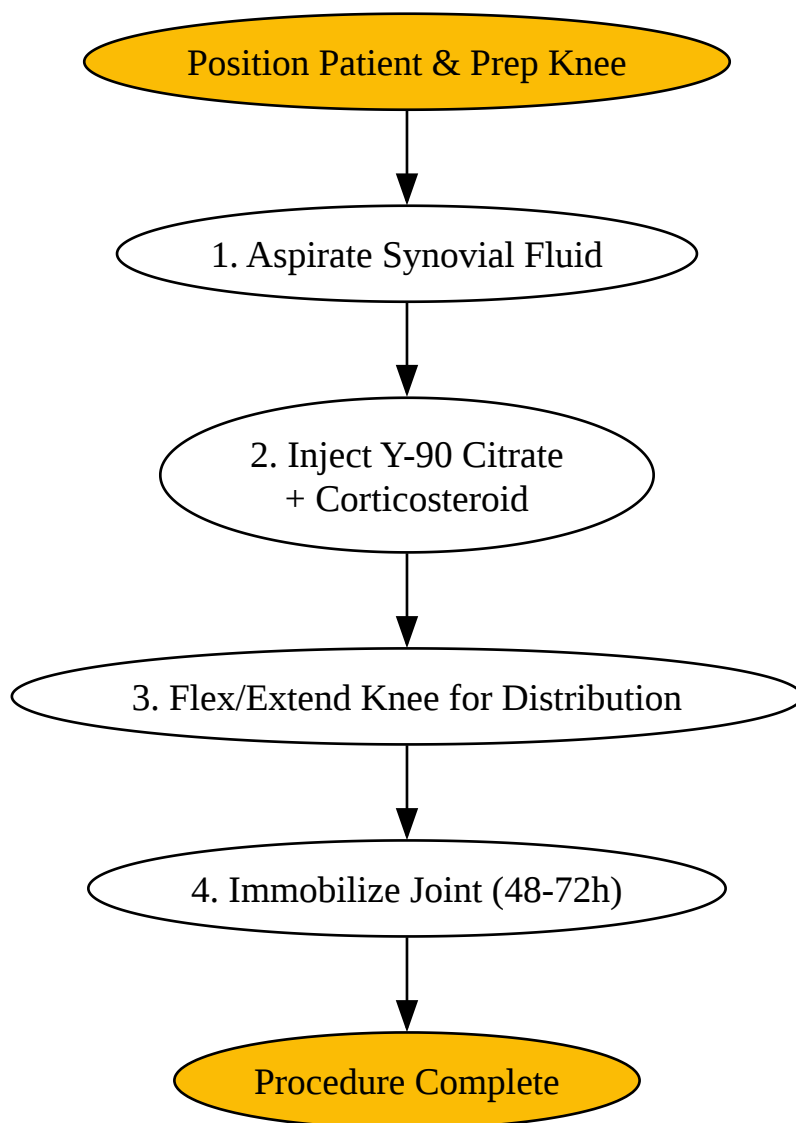 Position Patient & Prep Knee
1. Aspirate Synovial Fluid
2. Inject Y-90 Citrate
+ Corticosteroid
3. Flex/Extend Knee for Distribution
4. Immobilize Joint (48-72h)
Procedure Complete